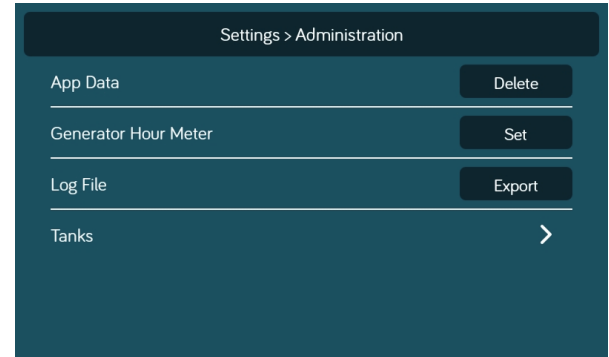 Settings > Administration
App Data
Delete
Generator Hour Meter
Set
Log File
Export
Tanks